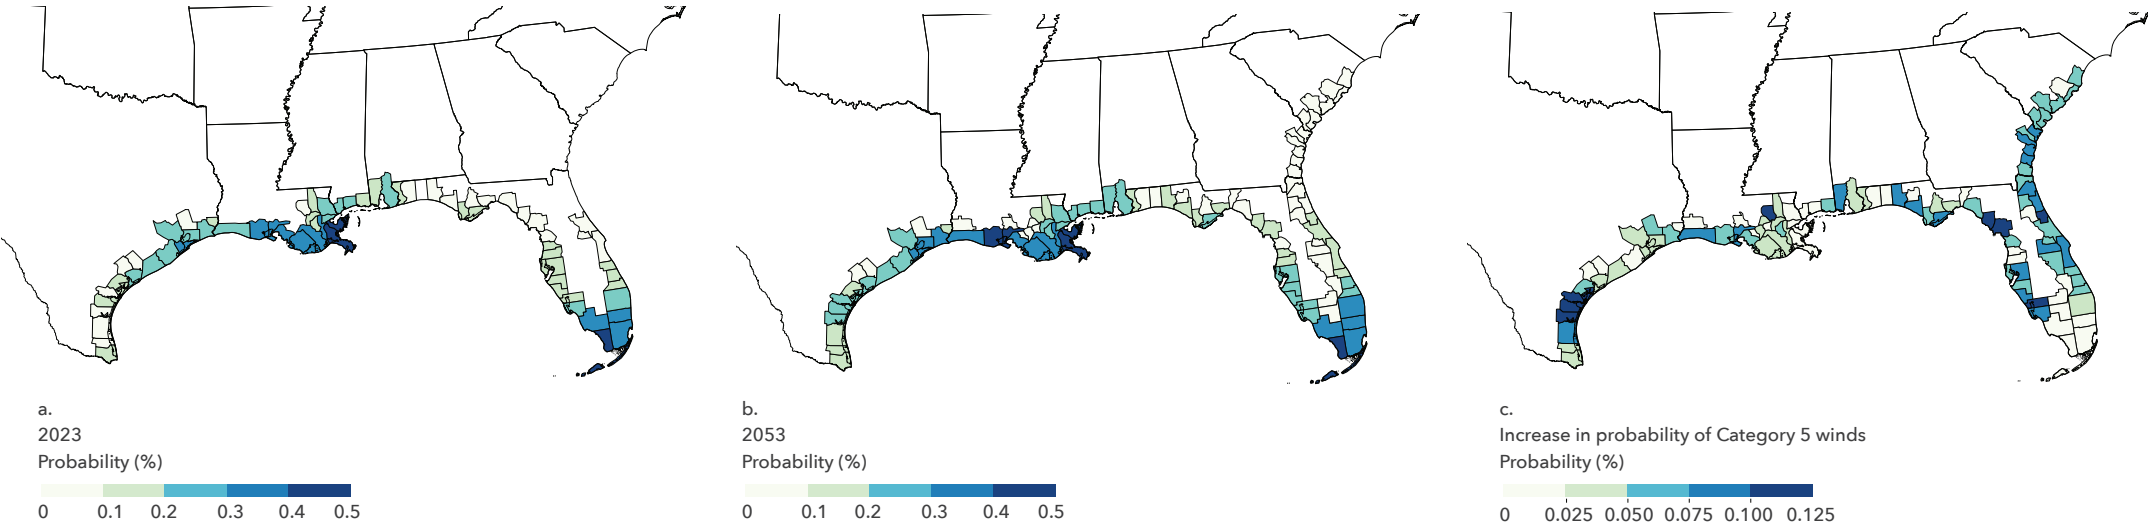 a.
2023
Probability (%)
0 0.1 0.2 0.3 0.4 0.5
b.
2053
Probability (%)
0 0.1 0.2 0.3 0.4 0.5
c.
Increase in probability of Category 5 winds
Probability (%)
0 0.025 0.050 0.075 0.100 0.125